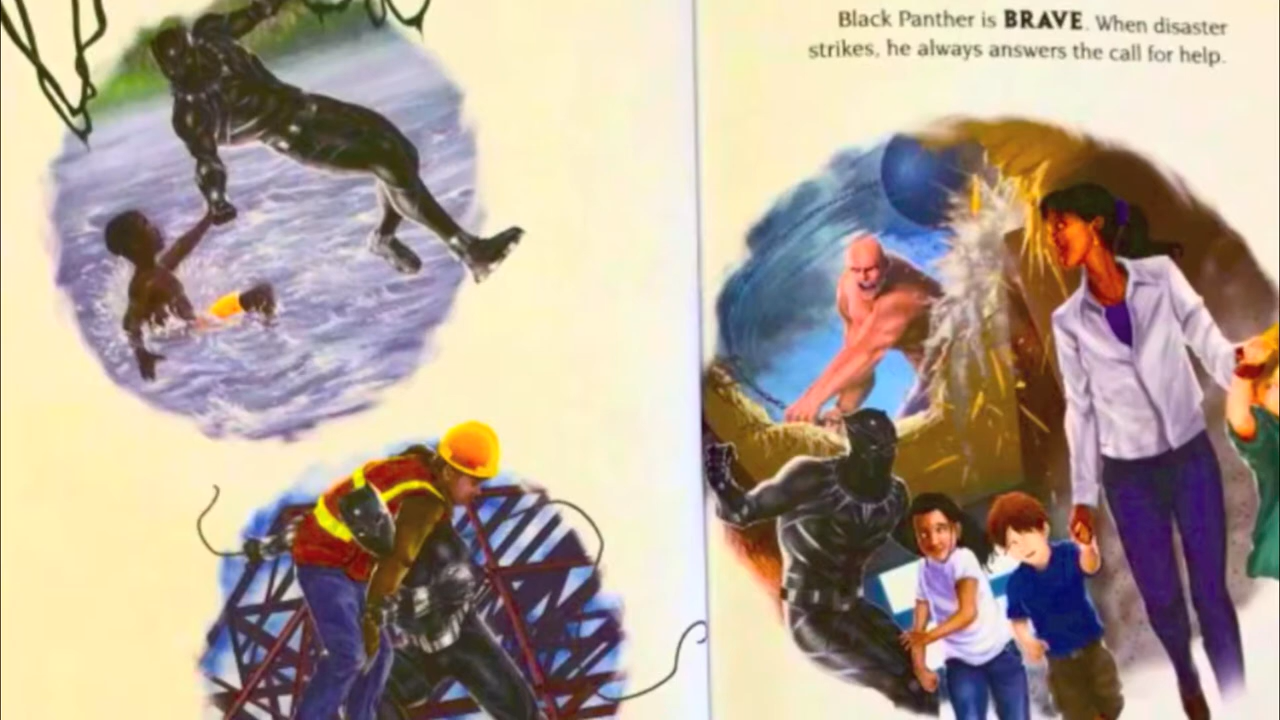 Black Panther is BRAVE. When disaster
strikes, he always answers the call for help.